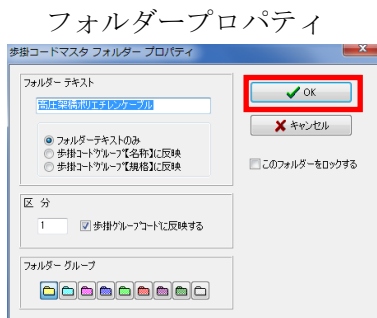 フォルダープロパティ
歩掛コードマスタ フォルダー プロパティ
フォルダー テキスト
高圧架橋ポリエチレンケーブル
フォルダーテキストのみ
歩掛コードグループ【名称】に反映
歩掛コードグループ【規格】に反映
OK
キャンセル
このフォルダーをロックする
区 分
1
歩掛グループコードに反映する
フォルダー グループ